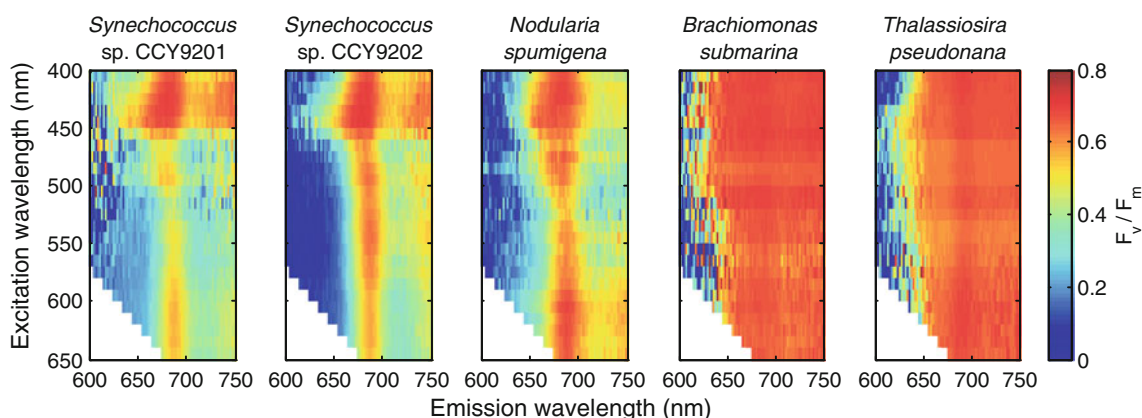 Synechococcus
sp. CCY9201
Synechococcus
sp. CCY9202
Nodularia
spumigena
Brachiomonas
submarina
Thalassiosira
pseudonana
Excitation wavelength (nm)
400
450
500
550
600
650
600 650 700 750
600 650 700 750
600 650 700 750
600 650 700 750
600 650 700 750
Emission wavelength (nm)
0.8
0.6
0.4
0.2
0
Fv / Fm